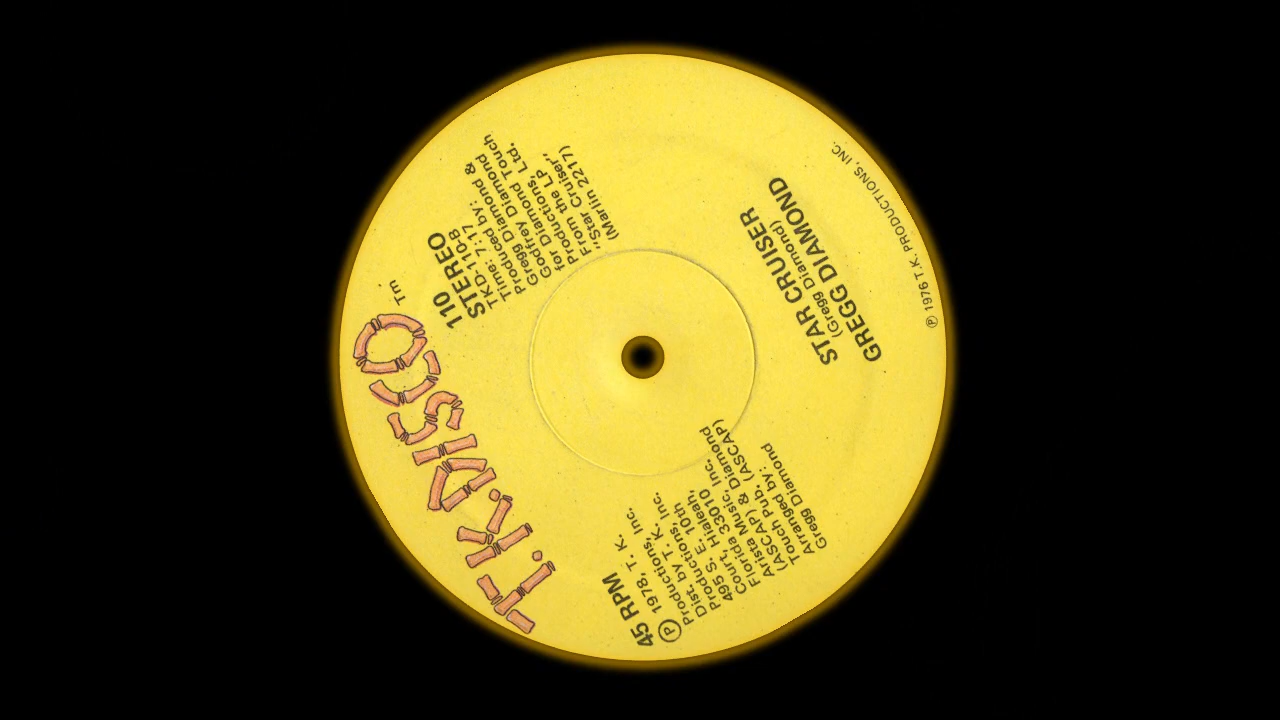 T.K. DISCO TM
45 RPM
Ⓟ 1978, T. K.
Productions, Inc.
Dist. by T. K.
Productions, Inc.
495 S. E. 10th
Court, Hialeah,
Florida 33010
Arista Music, Inc.
(ASCAP) & Diamond
Touch Pub. (ASCAP)
Arranged by:
Gregg Diamond
110
STEREO
TKD-110-B
Time: 7:17
Produced by:
Gregg Diamond &
Godfrey Diamond
for Diamond Touch
Productions, Ltd.
From the LP
"Star Cruiser"
(Marlin 2217)
STAR CRUISER
(Gregg Diamond)
GREGG DIAMOND
Ⓟ 1976 T. K. PRODUCTIONS, INC.